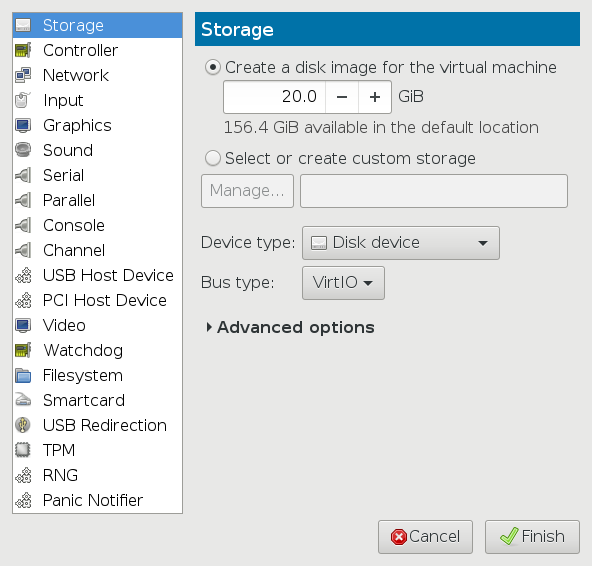 Storage
Controller
Network
Input
Graphics
Sound
Serial
Parallel
Console
Channel
USB Host Device
PCI Host Device
Video
Watchdog
Filesystem
Smartcard
USB Redirection
TPM
RNG
Panic Notifier
Storage
Create a disk image for the virtual machine
20.0 − + GiB
156.4 GiB available in the default location
Select or create custom storage
Manage...
Device type: Disk device
Bus type: VirtIO
Advanced options
Cancel Finish